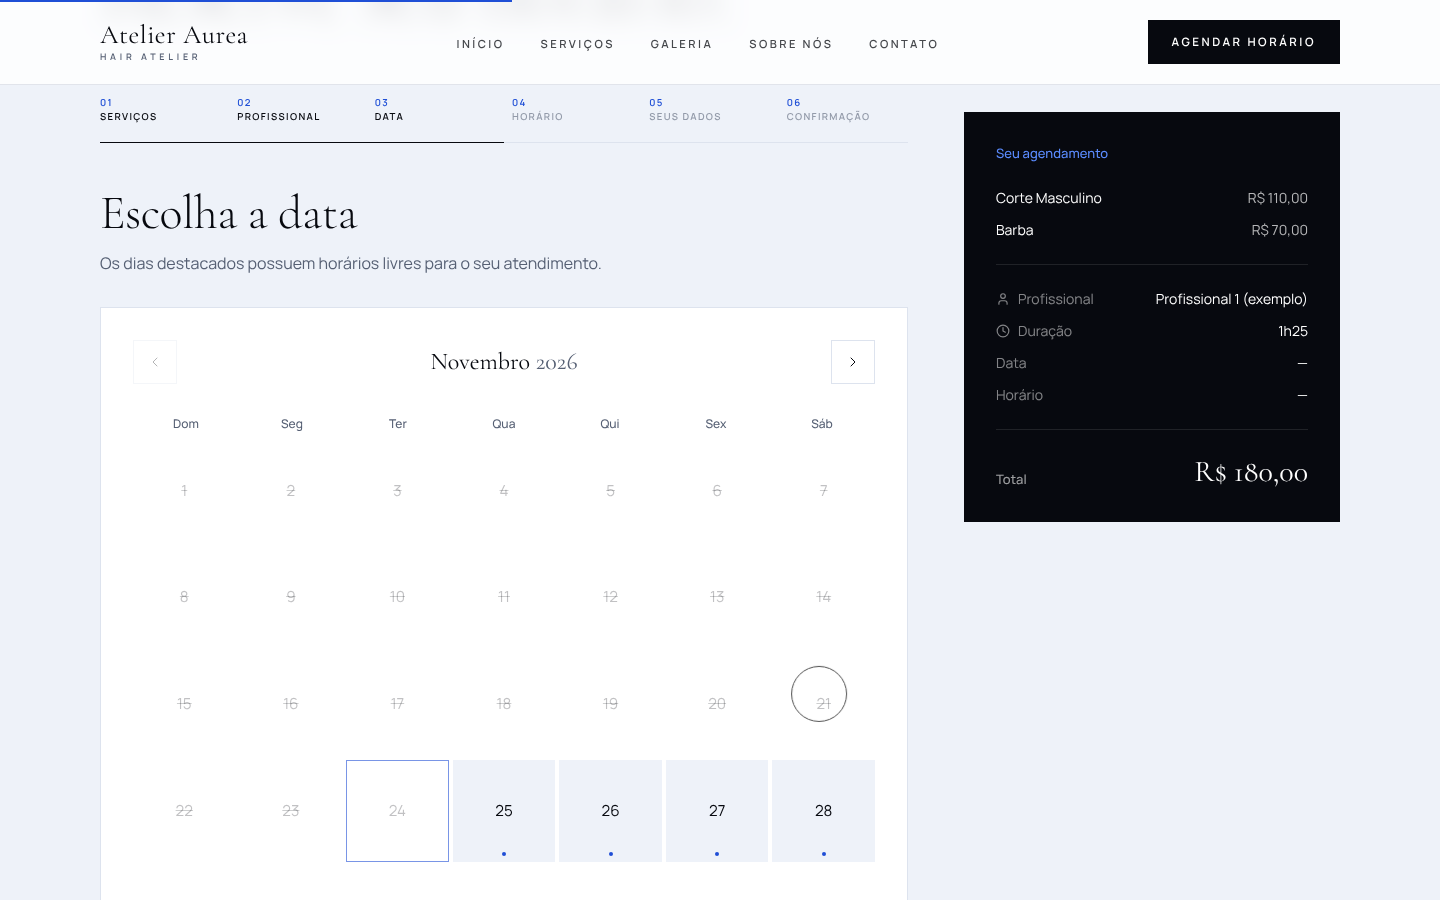 Atelier Aurea
HAIR ATELIER
INÍCIO SERVIÇOS GALERIA SOBRE NÓS CONTATO
AGENDAR HORÁRIO
01 02 03 04 05 06
SERVIÇOS PROFISSIONAL DATA HORÁRIO SEUS DADOS CONFIRMAÇÃO
Escolha a data
Os dias destacados possuem horários livres para o seu atendimento.
Novembro 2026
Dom Seg Ter Qua Qui Sex Sáb
1 2 3 4 5 6 7
8 9 10 11 12 13 14
15 16 17 18 19 20 21
22 23 24 25 26 27 28
Seu agendamento
Corte Masculino R$ 110,00
Barba R$ 70,00
Profissional Profissional 1 (exemplo)
Duração 1h25
Data —
Horário —
Total R$ 180,00